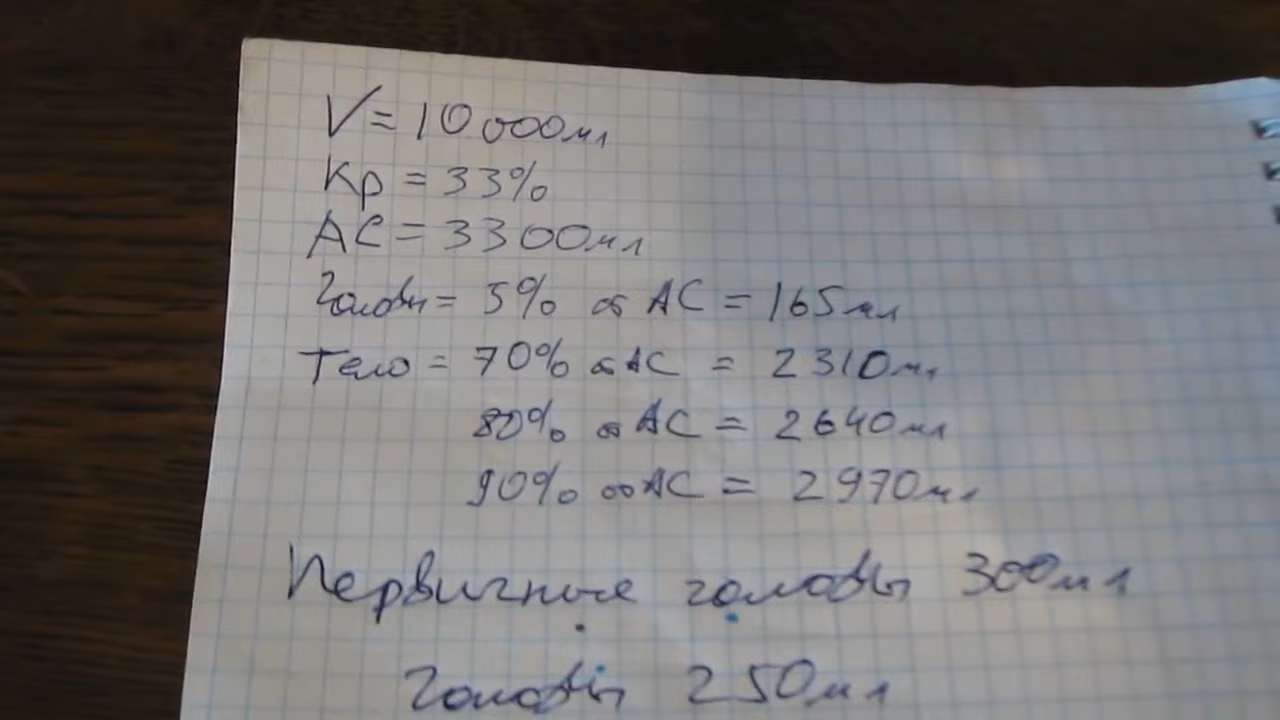 V = 10 000мл
Кр = 33%
АС = 3300мл
Головы = 5% от АС = 165мл
Тело = 70% от АС = 2310мл
80% от АС = 2640мл
90% от АС = 2970мл
Первичные головы 300мл
Головы 250мл